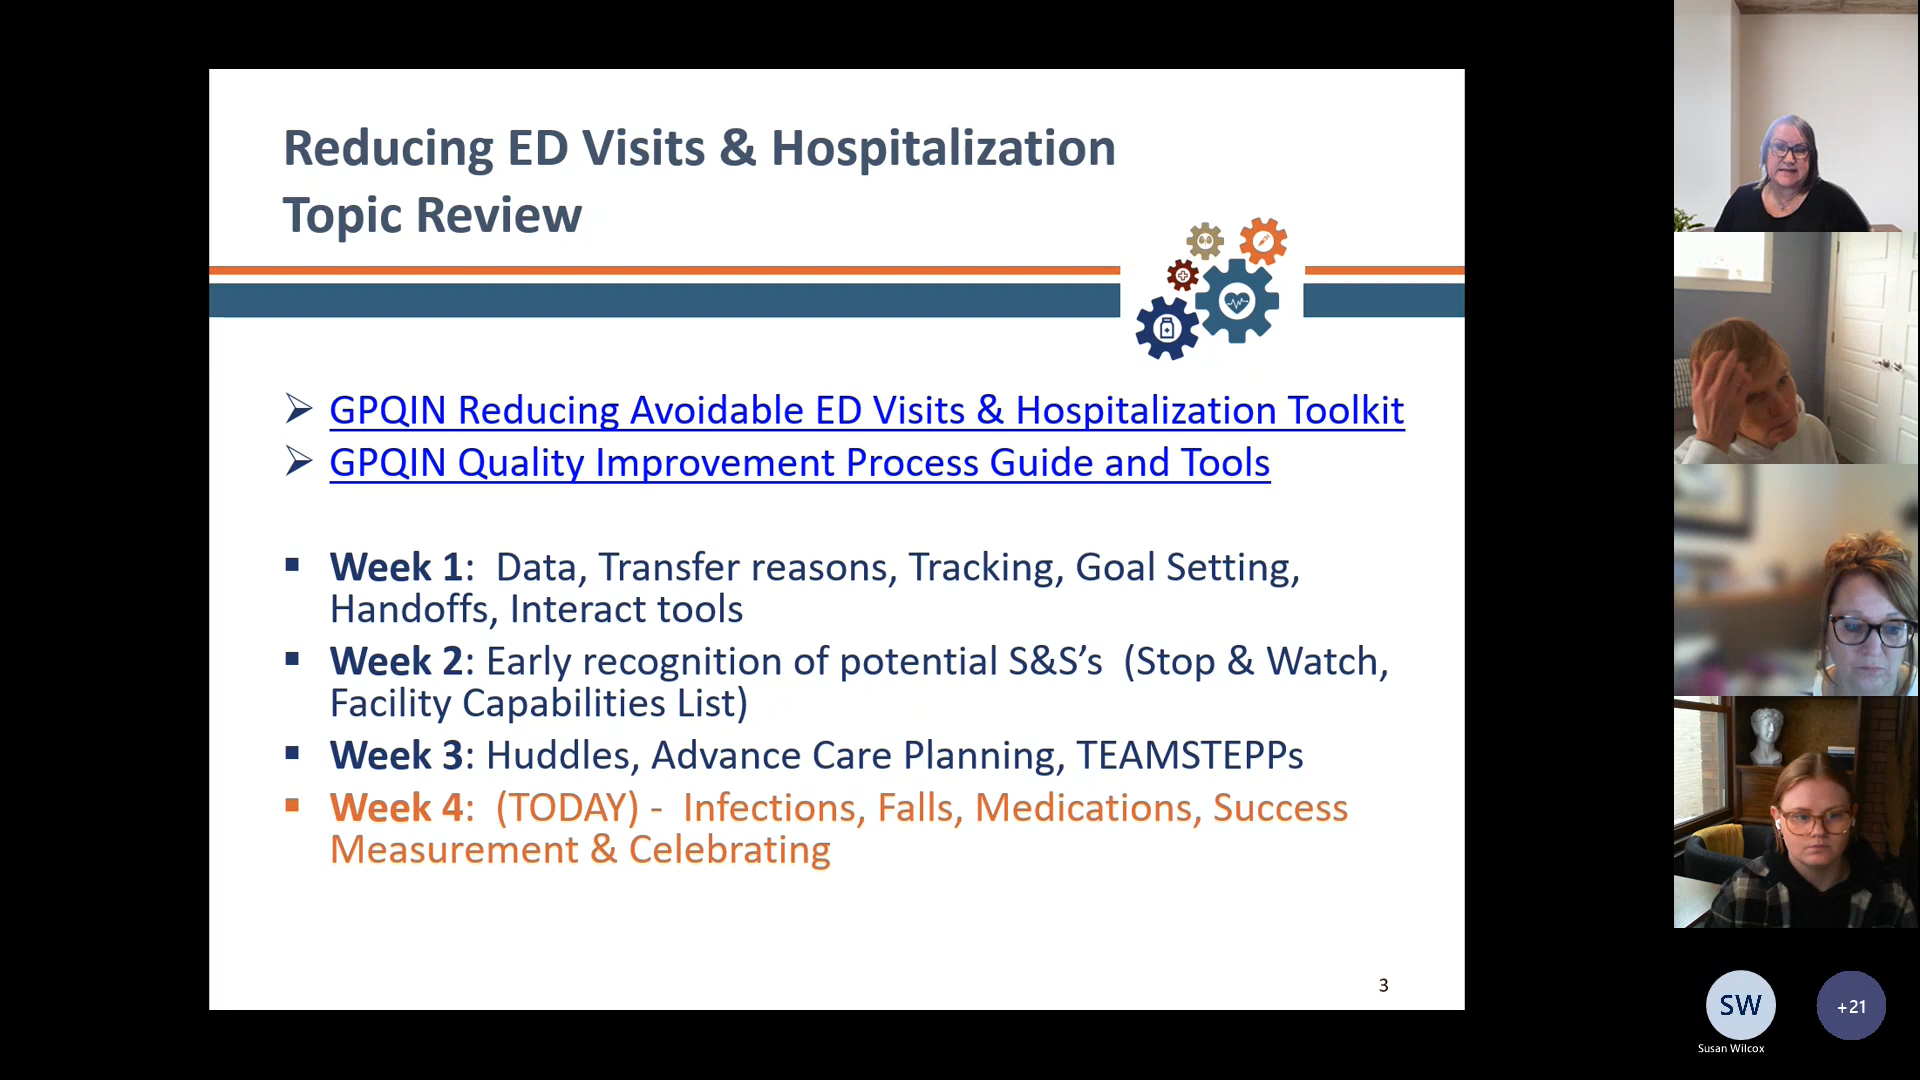 Reducing ED Visits & Hospitalization
Topic Review
GPQIN Reducing Avoidable ED Visits & Hospitalization Toolkit
GPQIN Quality Improvement Process Guide and Tools
Week 1:  Data, Transfer reasons, Tracking, Goal Setting,
Handoffs, Interact tools
Week 2: Early recognition of potential S&S’s  (Stop & Watch,
Facility Capabilities List)
Week 3: Huddles, Advance Care Planning, TEAMSTEPPs
Week 4:  (TODAY) -  Infections, Falls, Medications, Success
Measurement & Celebrating
3
SW
+21
Susan Wilcox